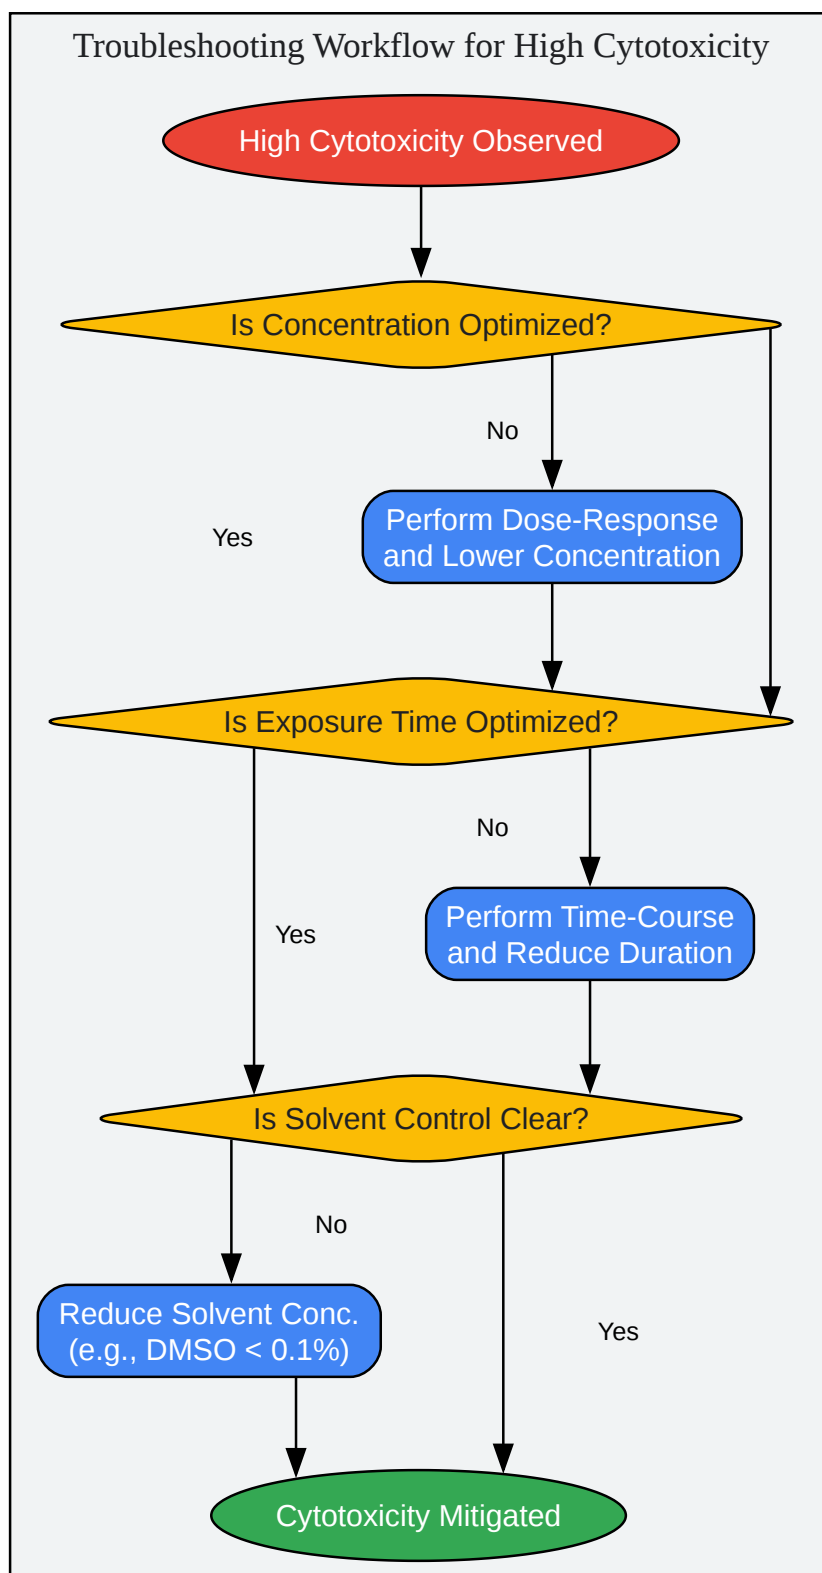 Troubleshooting Workflow for High Cytotoxicity
High Cytotoxicity Observed
Is Concentration Optimized?
No
Perform Dose-Response
and Lower Concentration
Yes
Is Exposure Time Optimized?
No
Perform Time-Course
and Reduce Duration
Yes
Is Solvent Control Clear?
No
Reduce Solvent Conc.
(e.g., DMSO < 0.1%)
Yes
Cytotoxicity Mitigated